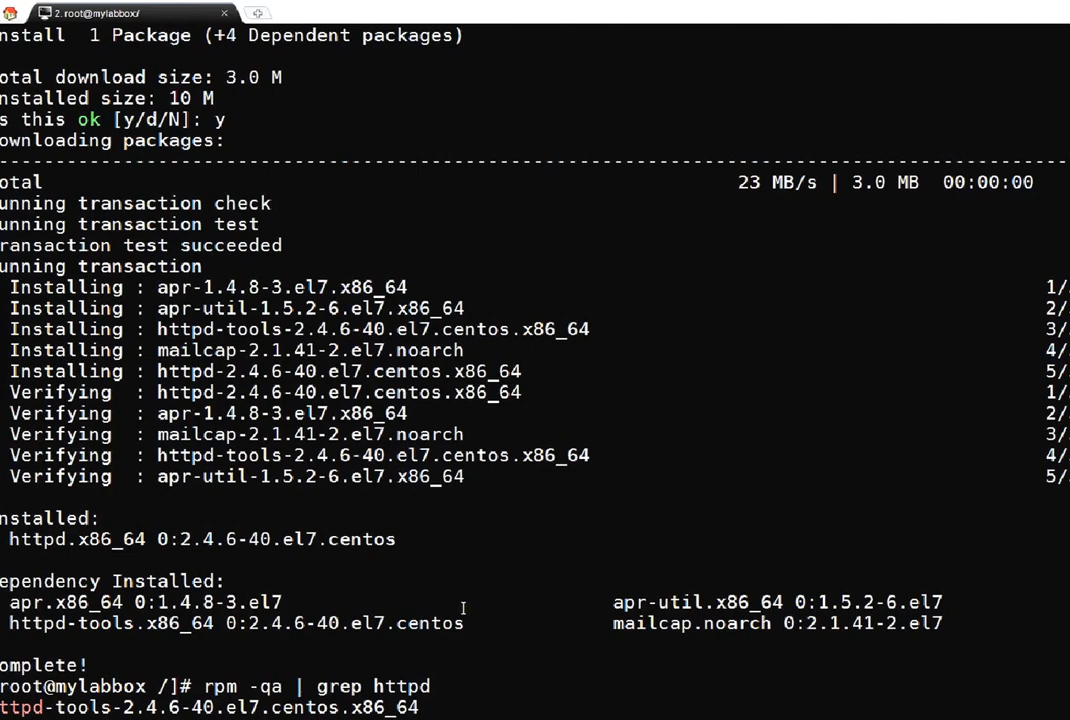 2. root@mylabbox/
nstall 1 Package (+4 Dependent packages)
otal download size: 3.0 M
nstalled size: 10 M
s this ok [y/d/N]: y
ownloading packages:
--------------------------------------------------------------------------------
otal 23 MB/s | 3.0 MB 00:00:00
unning transaction check
unning transaction test
ransaction test succeeded
unning transaction
Installing : apr-1.4.8-3.el7.x86_64 1/
Installing : apr-util-1.5.2-6.el7.x86_64 2/
Installing : httpd-tools-2.4.6-40.el7.centos.x86_64 3/
Installing : mailcap-2.1.41-2.el7.noarch 4/
Installing : httpd-2.4.6-40.el7.centos.x86_64 5/
Verifying : httpd-2.4.6-40.el7.centos.x86_64 1/
Verifying : apr-1.4.8-3.el7.x86_64 2/
Verifying : mailcap-2.1.41-2.el7.noarch 3/
Verifying : httpd-tools-2.4.6-40.el7.centos.x86_64 4/
Verifying : apr-util-1.5.2-6.el7.x86_64 5/
nstalled:
httpd.x86_64 0:2.4.6-40.el7.centos
ependency Installed:
apr.x86_64 0:1.4.8-3.el7 apr-util.x86_64 0:1.5.2-6.el7
httpd-tools.x86_64 0:2.4.6-40.el7.centos mailcap.noarch 0:2.1.41-2.el7
omplete!
root@mylabbox /]# rpm -qa | grep httpd
ttpd-tools-2.4.6-40.el7.centos.x86_64